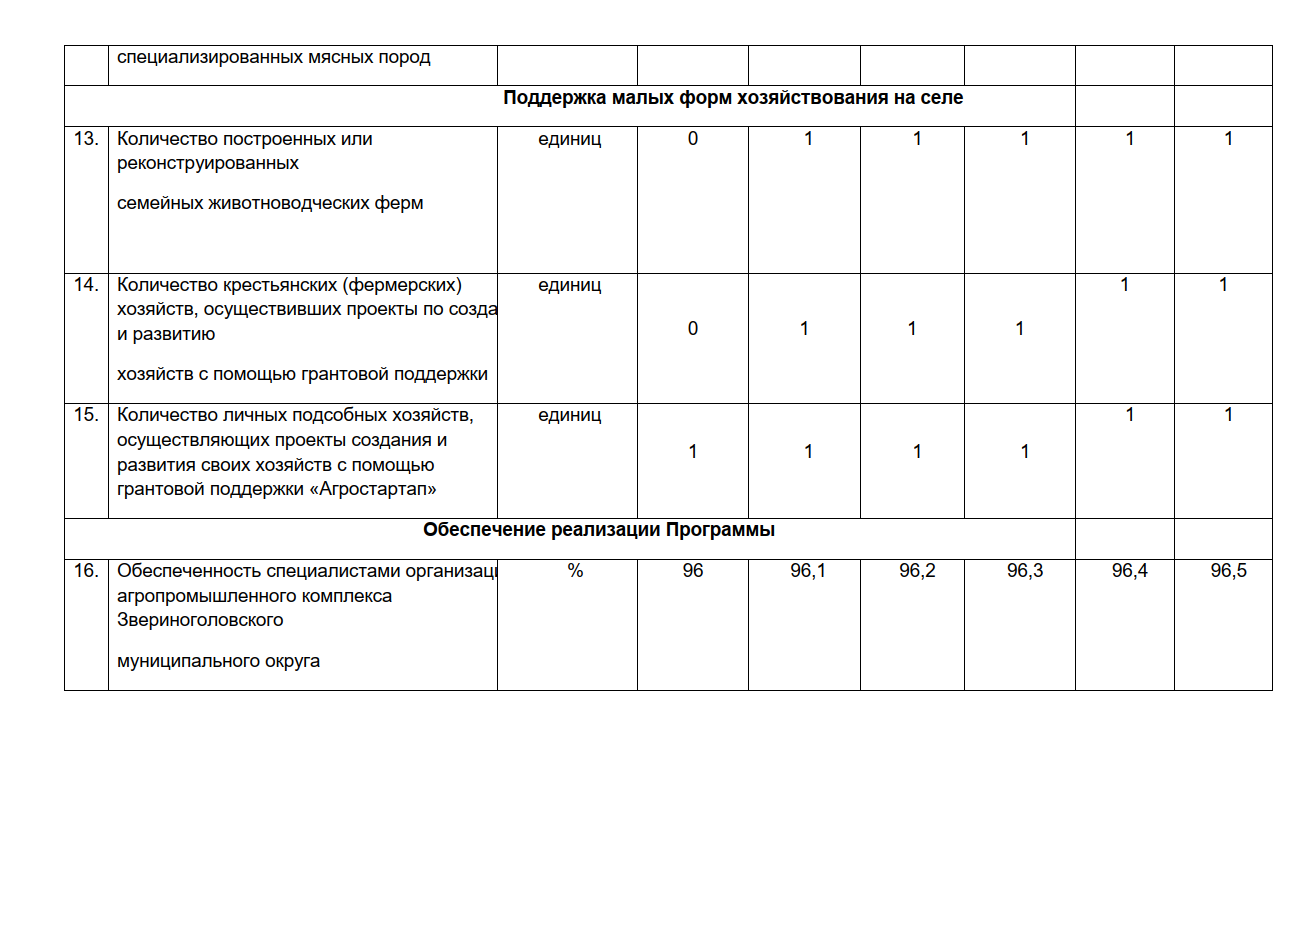 специализированных мясных пород
Поддержка малых форм хозяйствования на селе
13. Количество построенных или единиц 0 1 1 1 1 1
реконструированных
семейных животноводческих ферм
14. Количество крестьянских (фермерских) единиц 1 1
хозяйств, осуществивших проекты по созда
0 1 1 1
и развитию
хозяйств с помощью грантовой поддержки
15. Количество личных подсобных хозяйств, единиц 1 1
осуществляющих проекты создания и
1 1 1 1
развития своих хозяйств с помощью
грантовой поддержки «Агростартап»
Обеспечение реализации Программы
16. Обеспеченность специалистами организаци % 96 96,1 96,2 96,3 96,4 96,5
агропромышленного комплекса
Звериноголовского
муниципального округа